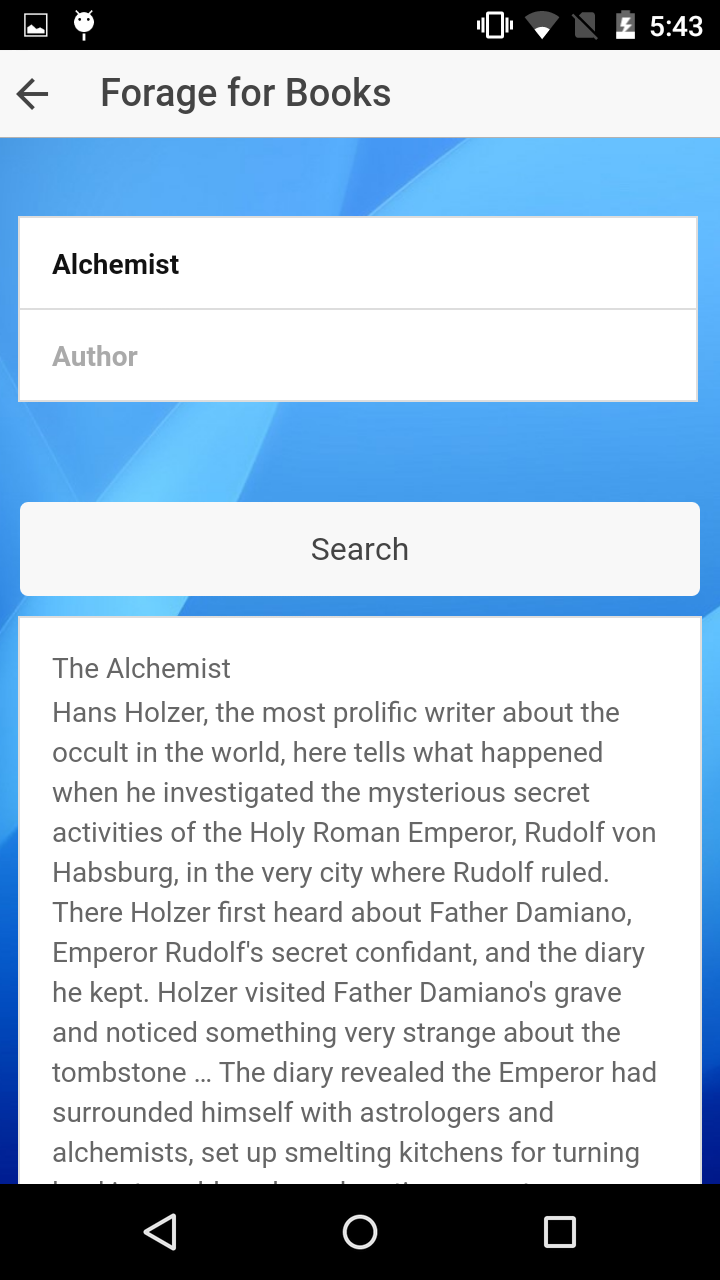 5:43
Forage for Books
Alchemist
Author
Search
The Alchemist
Hans Holzer, the most prolific writer about the
occult in the world, here tells what happened
when he investigated the mysterious secret
activities of the Holy Roman Emperor, Rudolf von
Habsburg, in the very city where Rudolf ruled.
There Holzer first heard about Father Damiano,
Emperor Rudolf's secret confidant, and the diary
he kept. Holzer visited Father Damiano's grave
and noticed something very strange about the
tombstone ... The diary revealed the Emperor had
surrounded himself with astrologers and
alchemists, set up smelting kitchens for turning